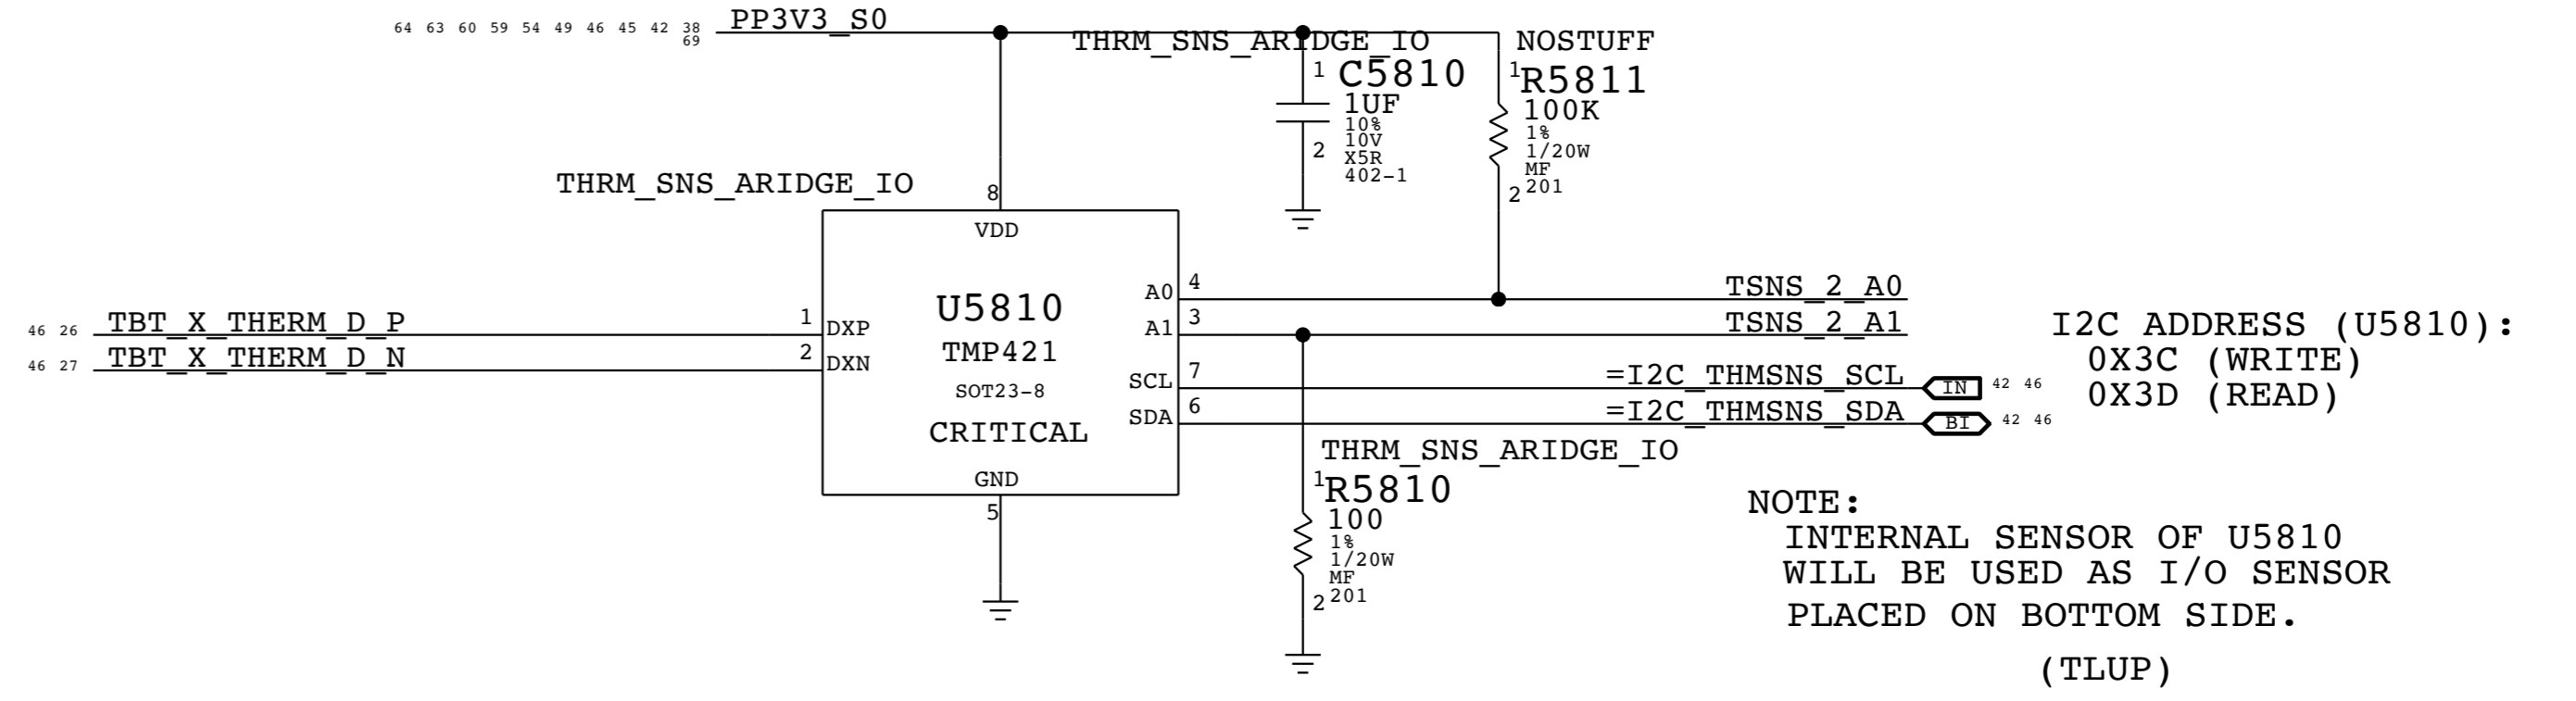 64 63 60 59 54 49 46 45 42 38
69
PP3V3_S0
THRM_SNS_ARIDGE_IO
1
C5810
1UF
10%
10V
X5R
402-1
2
NOSTUFF
1
R5811
100K
1%
1/20W
MF
201
2
THRM_SNS_ARIDGE_IO
8
VDD
46 26
TBT_X_THERM_D_P
1
DXP
46 27
TBT_X_THERM_D_N
2
DXN
U5810
TMP421
SOT23-8
CRITICAL
GND
5
A0
4
TSNS_2_A0
A1
3
TSNS_2_A1
SCL
7
=I2C_THMSNS_SCL
IN
42 46
SDA
6
=I2C_THMSNS_SDA
BI
42 46
I2C ADDRESS (U5810):
0X3C (WRITE)
0X3D (READ)
THRM_SNS_ARIDGE_IO
1
R5810
100
1%
1/20W
MF
201
2
NOTE:
INTERNAL SENSOR OF U5810
WILL BE USED AS I/O SENSOR
PLACED ON BOTTOM SIDE.
(TLUP)